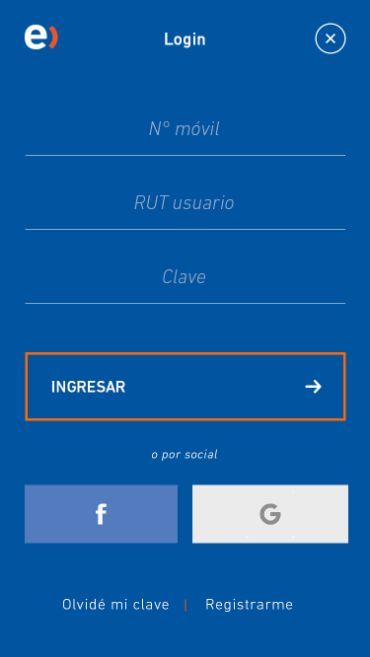 e)
Login
N° móvil
RUT usuario
Clave
INGRESAR
o por social
f
G
Olvidé mi clave | Registrarme